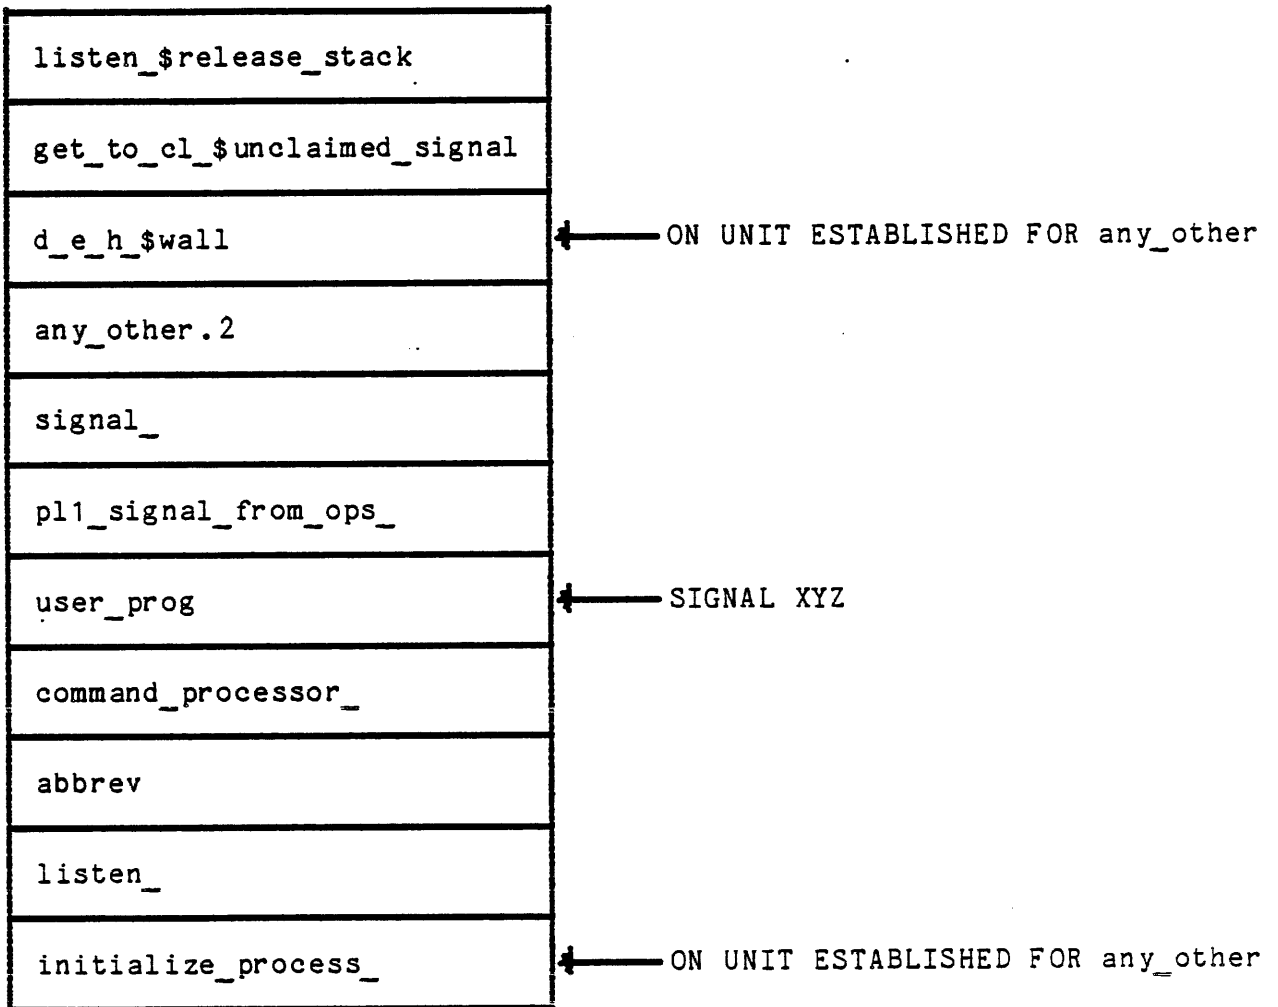 listen_$release_stack
get_to_cl_$unclaimed_signal
d_e_h_$wall ON UNIT ESTABLISHED FOR any_other
any_other.2
signal_
pl1_signal_from_ops_
user_prog SIGNAL XYZ
command_processor_
abbrev
listen_
initialize_process_ ON UNIT ESTABLISHED FOR any_other